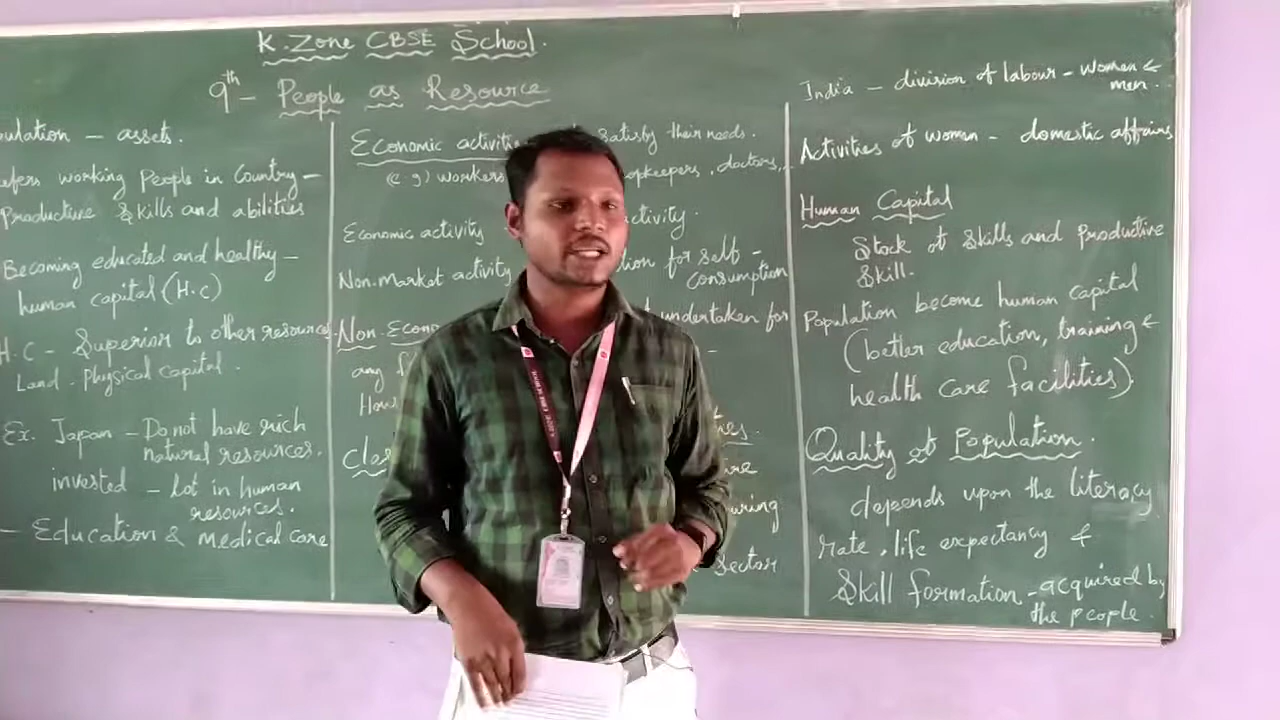 K. Zone CBSE School.
9th - People as Resource
ulation - assets.
efers working People in Country -
Productive Skills and abilities
Becoming educated and healthy -
human capital (H.C)
H.C - Superior to other resources
Land. Physical capital.
Ex. Japan - Do not have rich
natural resources.
invested - Lot in human
resources.
- Education & medical care
Economic activitie satisfy their needs.
(e.g) workers opkeepers, doctors,..
Economic activity ctivity.
Non-market activity tion for self -
consumption
Non-Econo undertaken for
any
Hous
Clas ies.
ire
uring
Sector
India - division of labour - women &
men.
Activities of women - domestic affairs
Human Capital
Stock of skills and productive
Skill.
Population become human capital
(better education, training &
health care facilities).
Quality of Population.
depends upon the literacy
rate, life expectancy &
Skill formation - acquired by
the people.